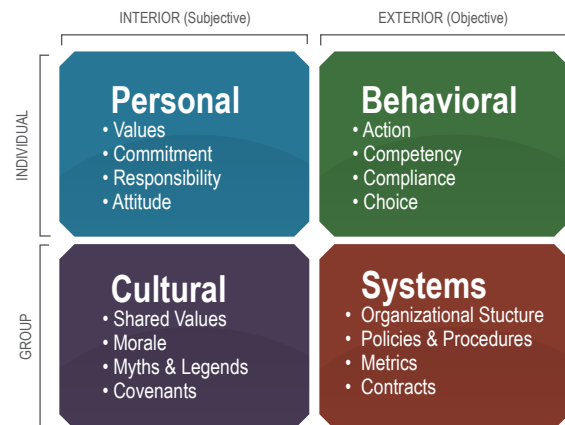 INTERIOR (Subjective)
EXTERIOR (Objective)
INDIVIDUAL
Personal
• Values
• Commitment
• Responsibility
• Attitude
Behavioral
• Action
• Competency
• Compliance
• Choice
GROUP
Cultural
• Shared Values
• Morale
• Myths & Legends
• Covenants
Systems
• Organizational Stucture
• Policies & Procedures
• Metrics
• Contracts